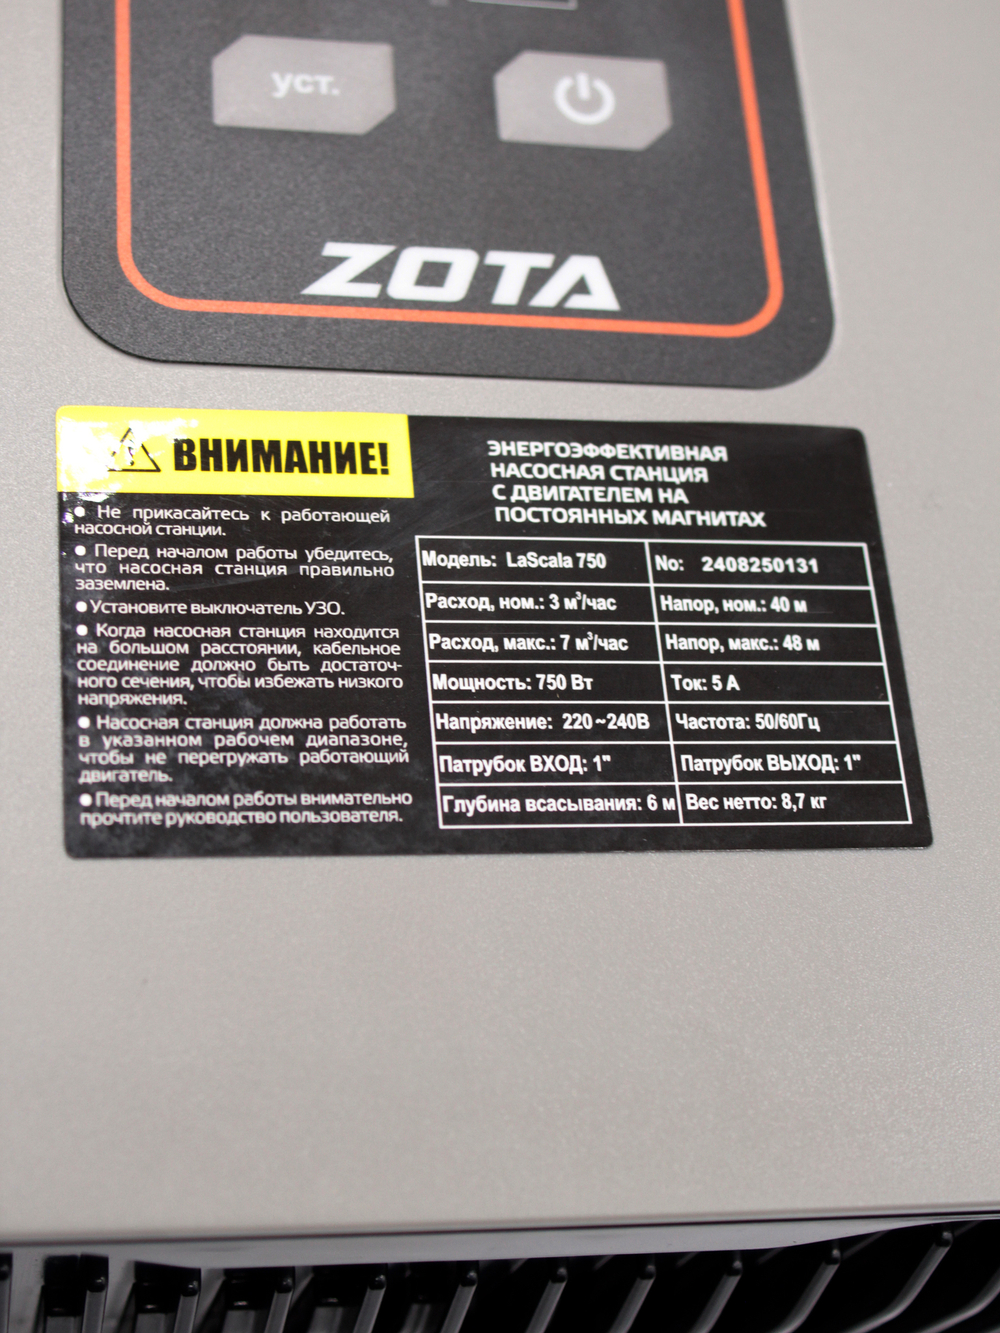 уст.
ZOTA
ВНИМАНИЕ!
● Не прикасайтесь к работающей
насосной станции.
● Перед началом работы убедитесь,
что насосная станция правильно
заземлена.
● Установите выключатель УЗО.
● Когда насосная станция находится
на большом расстоянии, кабельное
соединение должно быть достаточ-
ного сечения, чтобы избежать низкого
напряжения.
● Насосная станция должна работать
в указанном рабочем диапазоне,
чтобы не перегружать работающий
двигатель.
● Перед началом работы внимательно
прочтите руководство пользователя.
ЭНЕРГОЭФФЕКТИВНАЯ
НАСОСНАЯ СТАНЦИЯ
С ДВИГАТЕЛЕМ НА
ПОСТОЯННЫХ МАГНИТАХ
Модель: LaScala 750 No: 2408250131
Расход, ном.: 3 м³/час Напор, ном.: 40 м
Расход, макс.: 7 м³/час Напор, макс.: 48 м
Мощность: 750 Вт Ток: 5 А
Напряжение: 220~240В Частота: 50/60Гц
Патрубок ВХОД: 1" Патрубок ВЫХОД: 1"
Глубина всасывания: 6 м Вес нетто: 8,7 кг